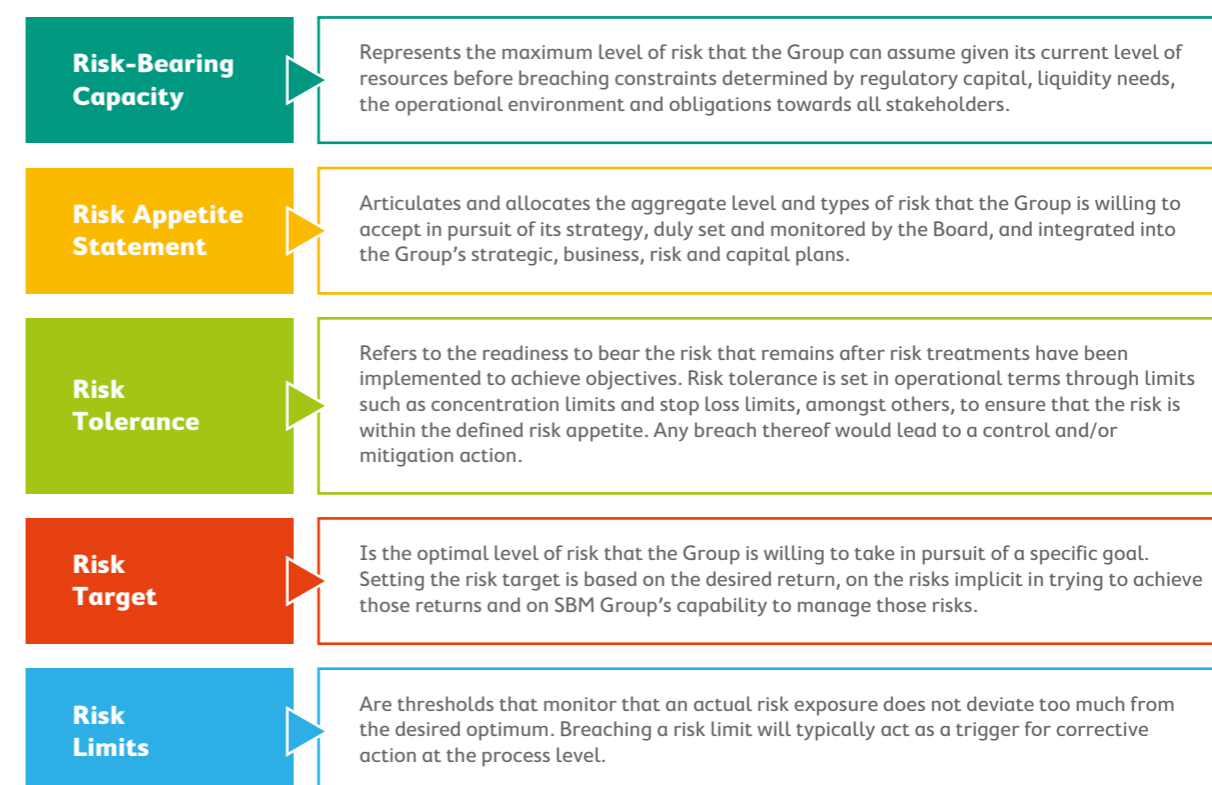 Risk-Bearing
Capacity
Represents the maximum level of risk that the Group can assume given its current level of
resources before breaching constraints determined by regulatory capital, liquidity needs,
the operational environment and obligations towards all stakeholders.
Risk Appetite
Statement
Articulates and allocates the aggregate level and types of risk that the Group is willing to
accept in pursuit of its strategy, duly set and monitored by the Board, and integrated into
the Group's strategic, business, risk and capital plans.
Risk
Tolerance
Refers to the readiness to bear the risk that remains after risk treatments have been
implemented to achieve objectives. Risk tolerance is set in operational terms through limits
such as concentration limits and stop loss limits, amongst others, to ensure that the risk is
within the defined risk appetite. Any breach thereof would lead to a control and/or
mitigation action.
Risk
Target
Is the optimal level of risk that the Group is willing to take in pursuit of a specific goal.
Setting the risk target is based on the desired return, on the risks implicit in trying to achieve
those returns and on SBM Group's capability to manage those risks.
Risk
Limits
Are thresholds that monitor that an actual risk exposure does not deviate too much from
the desired optimum. Breaching a risk limit will typically act as a trigger for corrective
action at the process level.